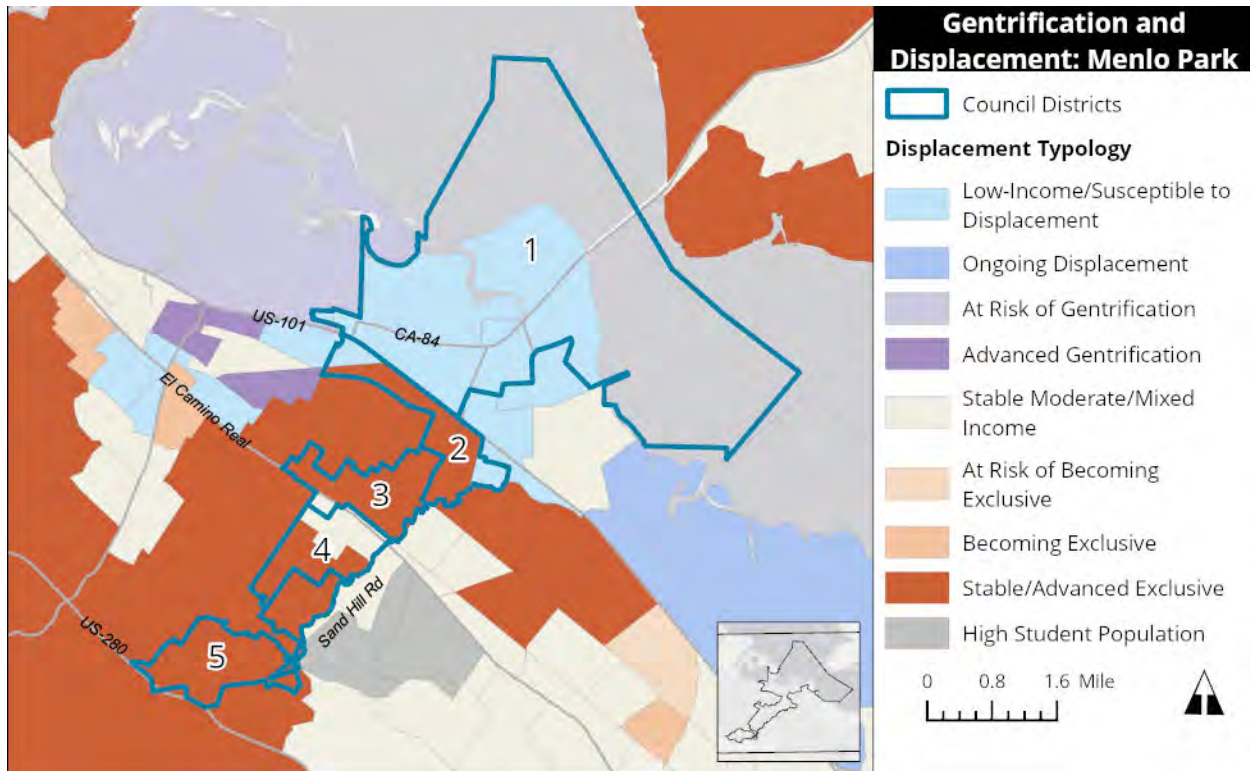 Gentrification and
Displacement: Menlo Park
Council Districts
Displacement Typology
Low-Income/Susceptible to
Displacement
Ongoing Displacement
At Risk of Gentrification
Advanced Gentrification
Stable Moderate/Mixed
Income
At Risk of Becoming
Exclusive
Becoming Exclusive
Stable/Advanced Exclusive
High Student Population
0 0.8 1.6 Mile
1
US-101
CA-84
El Camino Real
2
3
4
Sand Hill Rd
US-280
5